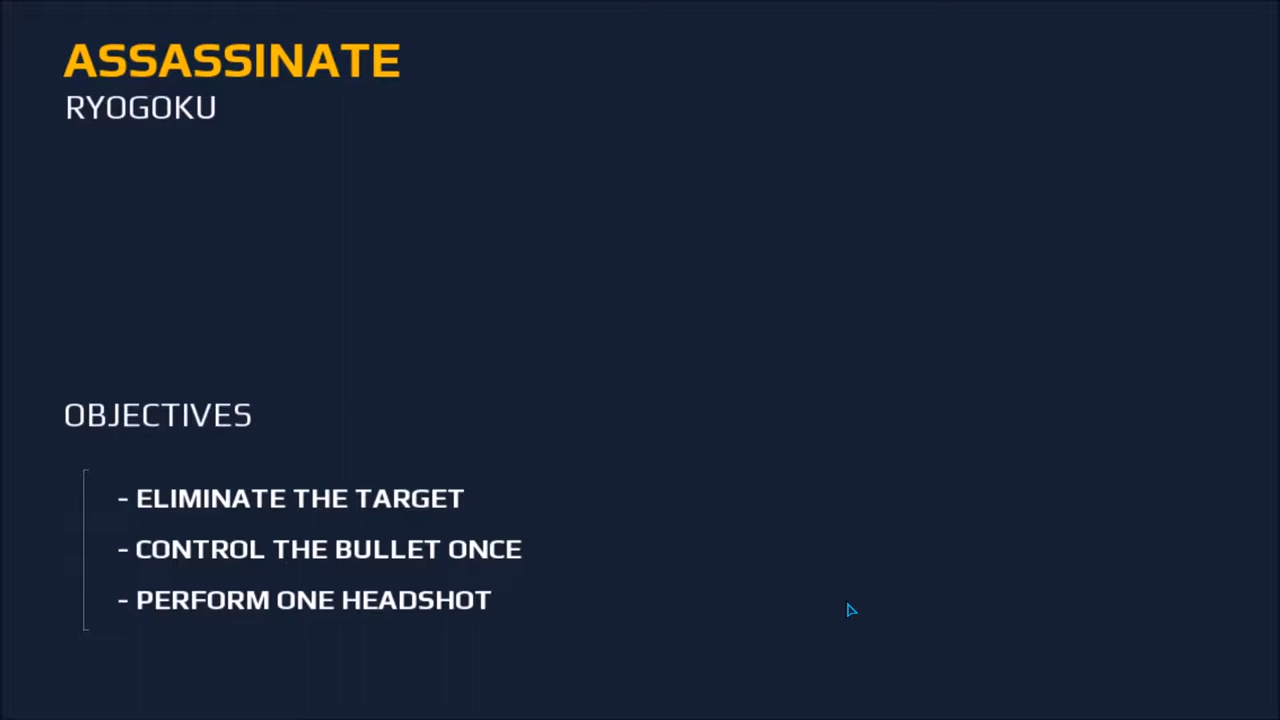 ASSASSINATE
RYOGOKU
OBJECTIVES
- ELIMINATE THE TARGET
- CONTROL THE BULLET ONCE
- PERFORM ONE HEADSHOT